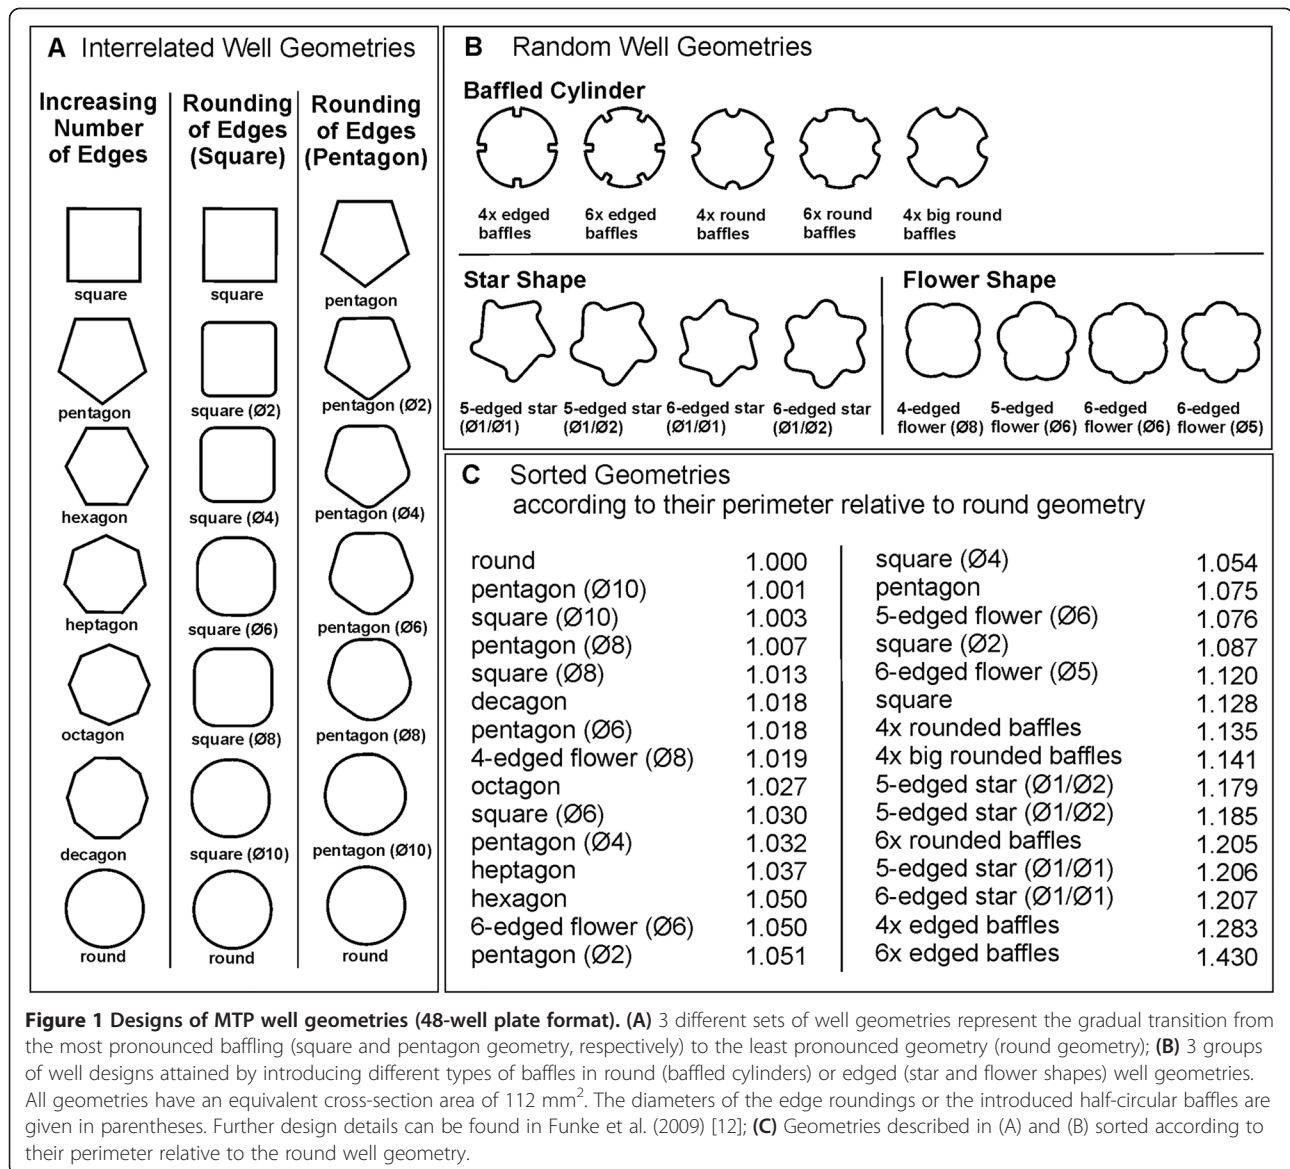 A Interrelated Well Geometries
Increasing
Number
of Edges
Rounding
of Edges
(Square)
Rounding
of Edges
(Pentagon)
square
square
pentagon
pentagon
square (Ø2)
pentagon (Ø2)
hexagon
square (Ø4)
pentagon (Ø4)
heptagon
square (Ø6)
pentagon (Ø6)
octagon
square (Ø8)
pentagon (Ø8)
decagon
square (Ø10)
pentagon (Ø10)
round
round
round
B Random Well Geometries
Baffled Cylinder
4x edged
baffles
6x edged
baffles
4x round
baffles
6x round
baffles
4x big round
baffles
Star Shape
5-edged star
(Ø1/Ø1)
5-edged star
(Ø1/Ø2)
6-edged star
(Ø1/Ø1)
6-edged star
(Ø1/Ø2)
Flower Shape
4-edged
flower (Ø8)
5-edged
flower (Ø6)
6-edged
flower (Ø6)
6-edged
flower (Ø5)
C Sorted Geometries
according to their perimeter relative to round geometry
round 1.000
pentagon (Ø10) 1.001
square (Ø10) 1.003
pentagon (Ø8) 1.007
square (Ø8) 1.013
decagon 1.018
pentagon (Ø6) 1.018
4-edged flower (Ø8) 1.019
octagon 1.027
square (Ø6) 1.030
pentagon (Ø4) 1.032
heptagon 1.037
hexagon 1.050
6-edged flower (Ø6) 1.050
pentagon (Ø2) 1.051
square (Ø4) 1.054
pentagon 1.075
5-edged flower (Ø6) 1.076
square (Ø2) 1.087
6-edged flower (Ø5) 1.120
square 1.128
4x rounded baffles 1.135
4x big rounded baffles 1.141
5-edged star (Ø1/Ø2) 1.179
5-edged star (Ø1/Ø2) 1.185
6x rounded baffles 1.205
5-edged star (Ø1/Ø1) 1.206
6-edged star (Ø1/Ø1) 1.207
4x edged baffles 1.283
6x edged baffles 1.430
Figure 1 Designs of MTP well geometries (48-well plate format). (A) 3 different sets of well geometries represent the gradual transition from
the most pronounced baffling (square and pentagon geometry, respectively) to the least pronounced geometry (round geometry); (B) 3 groups
of well designs attained by introducing different types of baffles in round (baffled cylinders) or edged (star and flower shapes) well geometries.
All geometries have an equivalent cross-section area of 112 mm². The diameters of the edge roundings or the introduced half-circular baffles are
given in parentheses. Further design details can be found in Funke et al. (2009) [12]; (C) Geometries described in (A) and (B) sorted according to
their perimeter relative to the round well geometry.